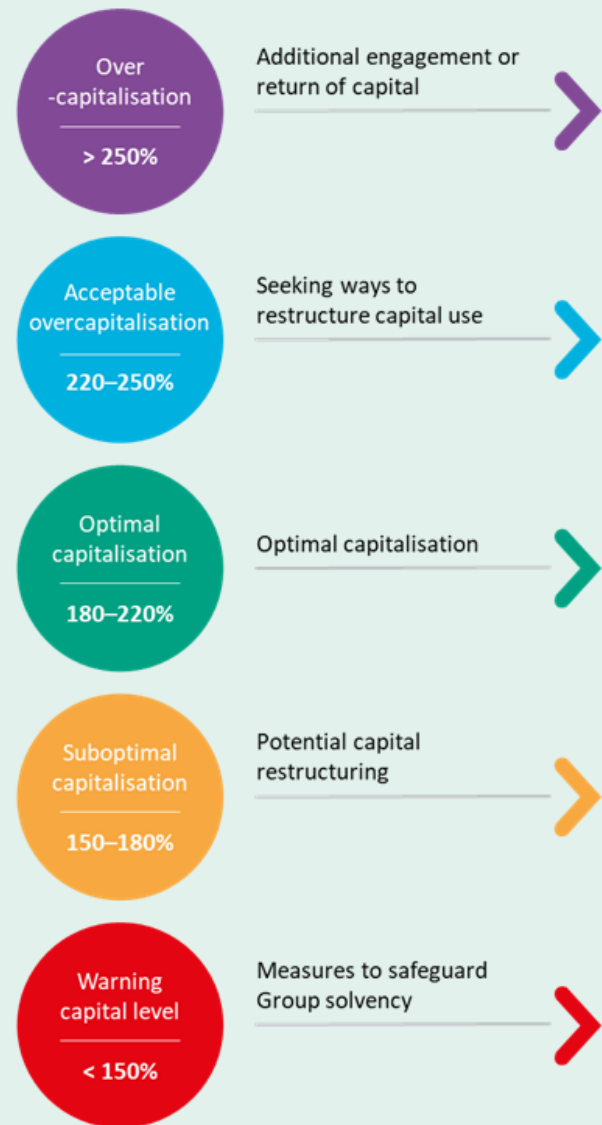 Over
-capitalisation
> 250%
Additional engagement or
return of capital
Acceptable
overcapitalisation
220–250%
Seeking ways to
restructure capital use
Optimal
capitalisation
180–220%
Optimal capitalisation
Suboptimal
capitalisation
150–180%
Potential capital
restructuring
Warning
capital level
< 150%
Measures to safeguard
Group solvency